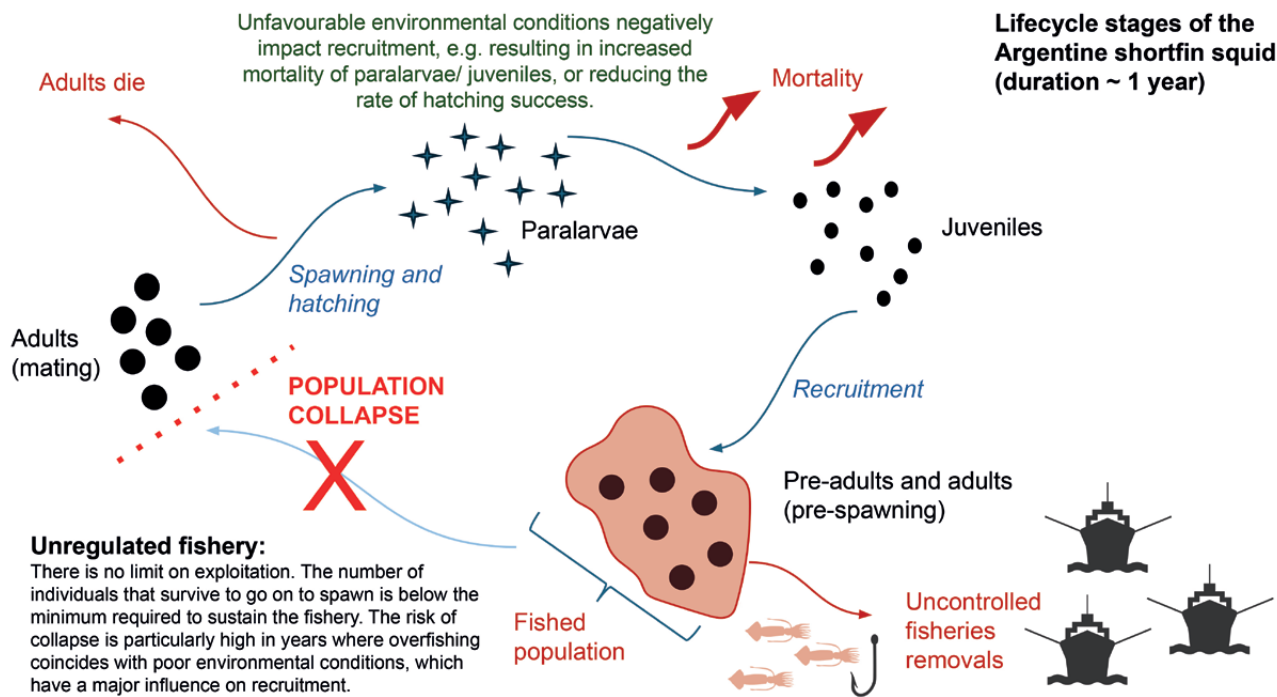 Unfavourable environmental conditions negatively
impact recruitment, e.g. resulting in increased
mortality of paralarvae/ juveniles, or reducing the
rate of hatching success.
Lifecycle stages of the
Argentine shortfin squid
(duration ~ 1 year)
Adults die
Mortality
Paralarvae
Juveniles
Spawning and
hatching
Adults
(mating)
POPULATION
COLLAPSE
X
Recruitment
Pre-adults and adults
(pre-spawning)
Unregulated fishery:
There is no limit on exploitation. The number of
individuals that survive to go on to spawn is below the
minimum required to sustain the fishery. The risk of
collapse is particularly high in years where overfishing
coincides with poor environmental conditions, which
have a major influence on recruitment.
Fished
population
Uncontrolled
fisheries
removals